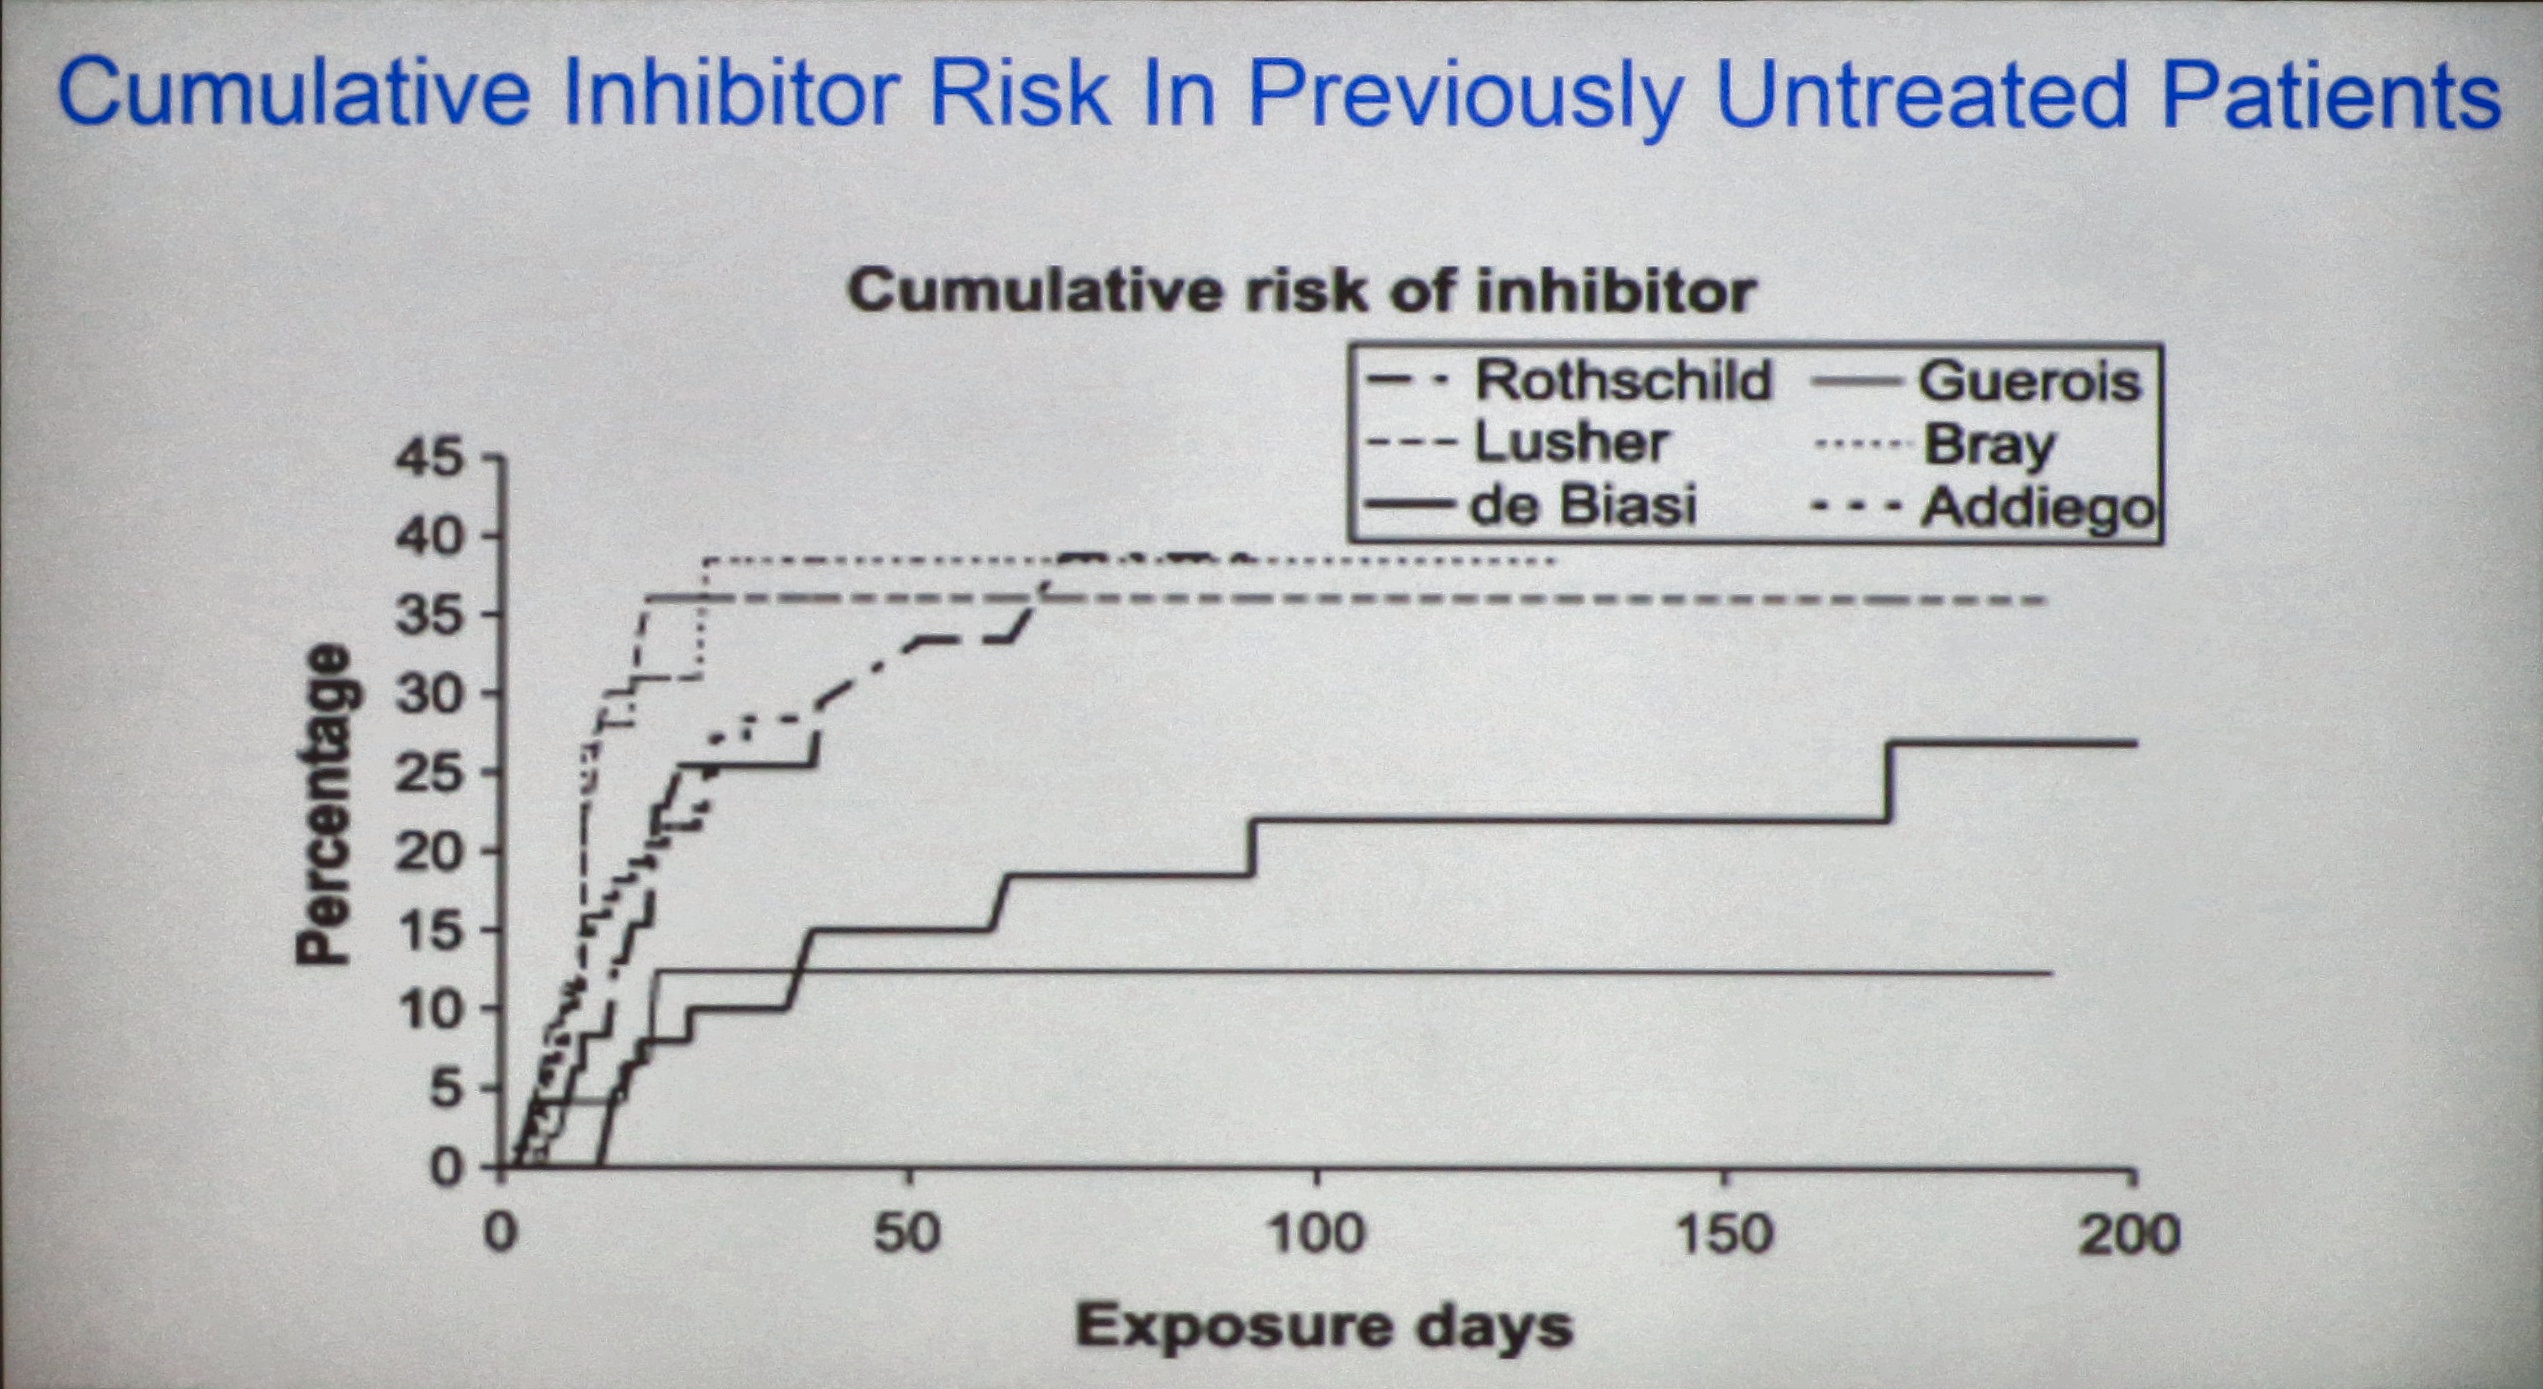 Cumulative Inhibitor Risk In Previously Untreated Patients
Cumulative risk of inhibitor
Rothschild Guerois
Lusher Bray
de Biasi Addiego
45
40
35
30
25
20
15
10
5
0
Percentage
0 50 100 150 200
Exposure days